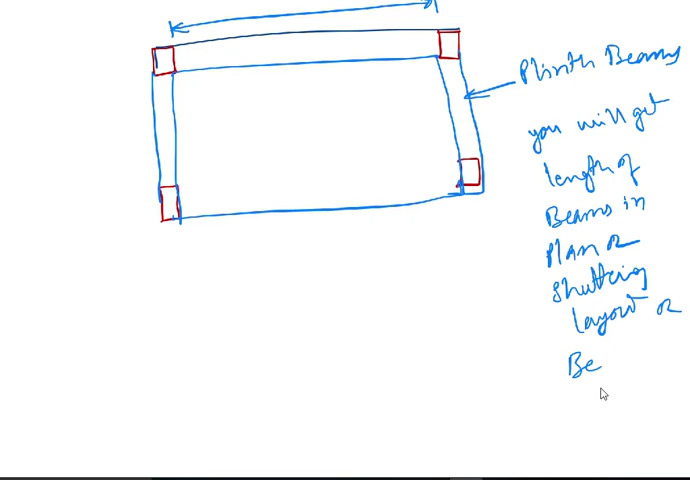 Plinth Beams
you will get
length of
Beams in
Plan or
Shuttering
layout or
Be